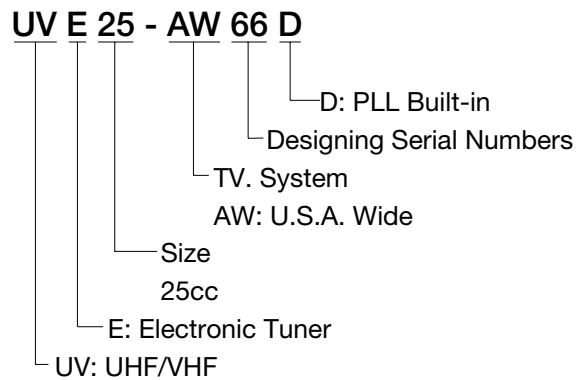 UV E 25 - AW 66 D
D: PLL Built-in
Designing Serial Numbers
TV. System
AW: U.S.A. Wide
Size
25cc
E: Electronic Tuner
UV: UHF/VHF